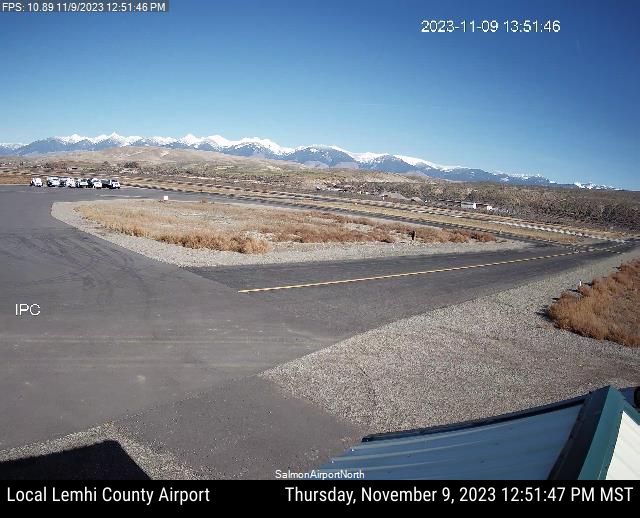 FPS: 10.89 11/9/2023 12:51:46 PM
2023-11-09 13:51:46
IPC
SalmonAirportNorth
Local Lemhi County Airport
Thursday, November 9, 2023 12:51:47 PM MST